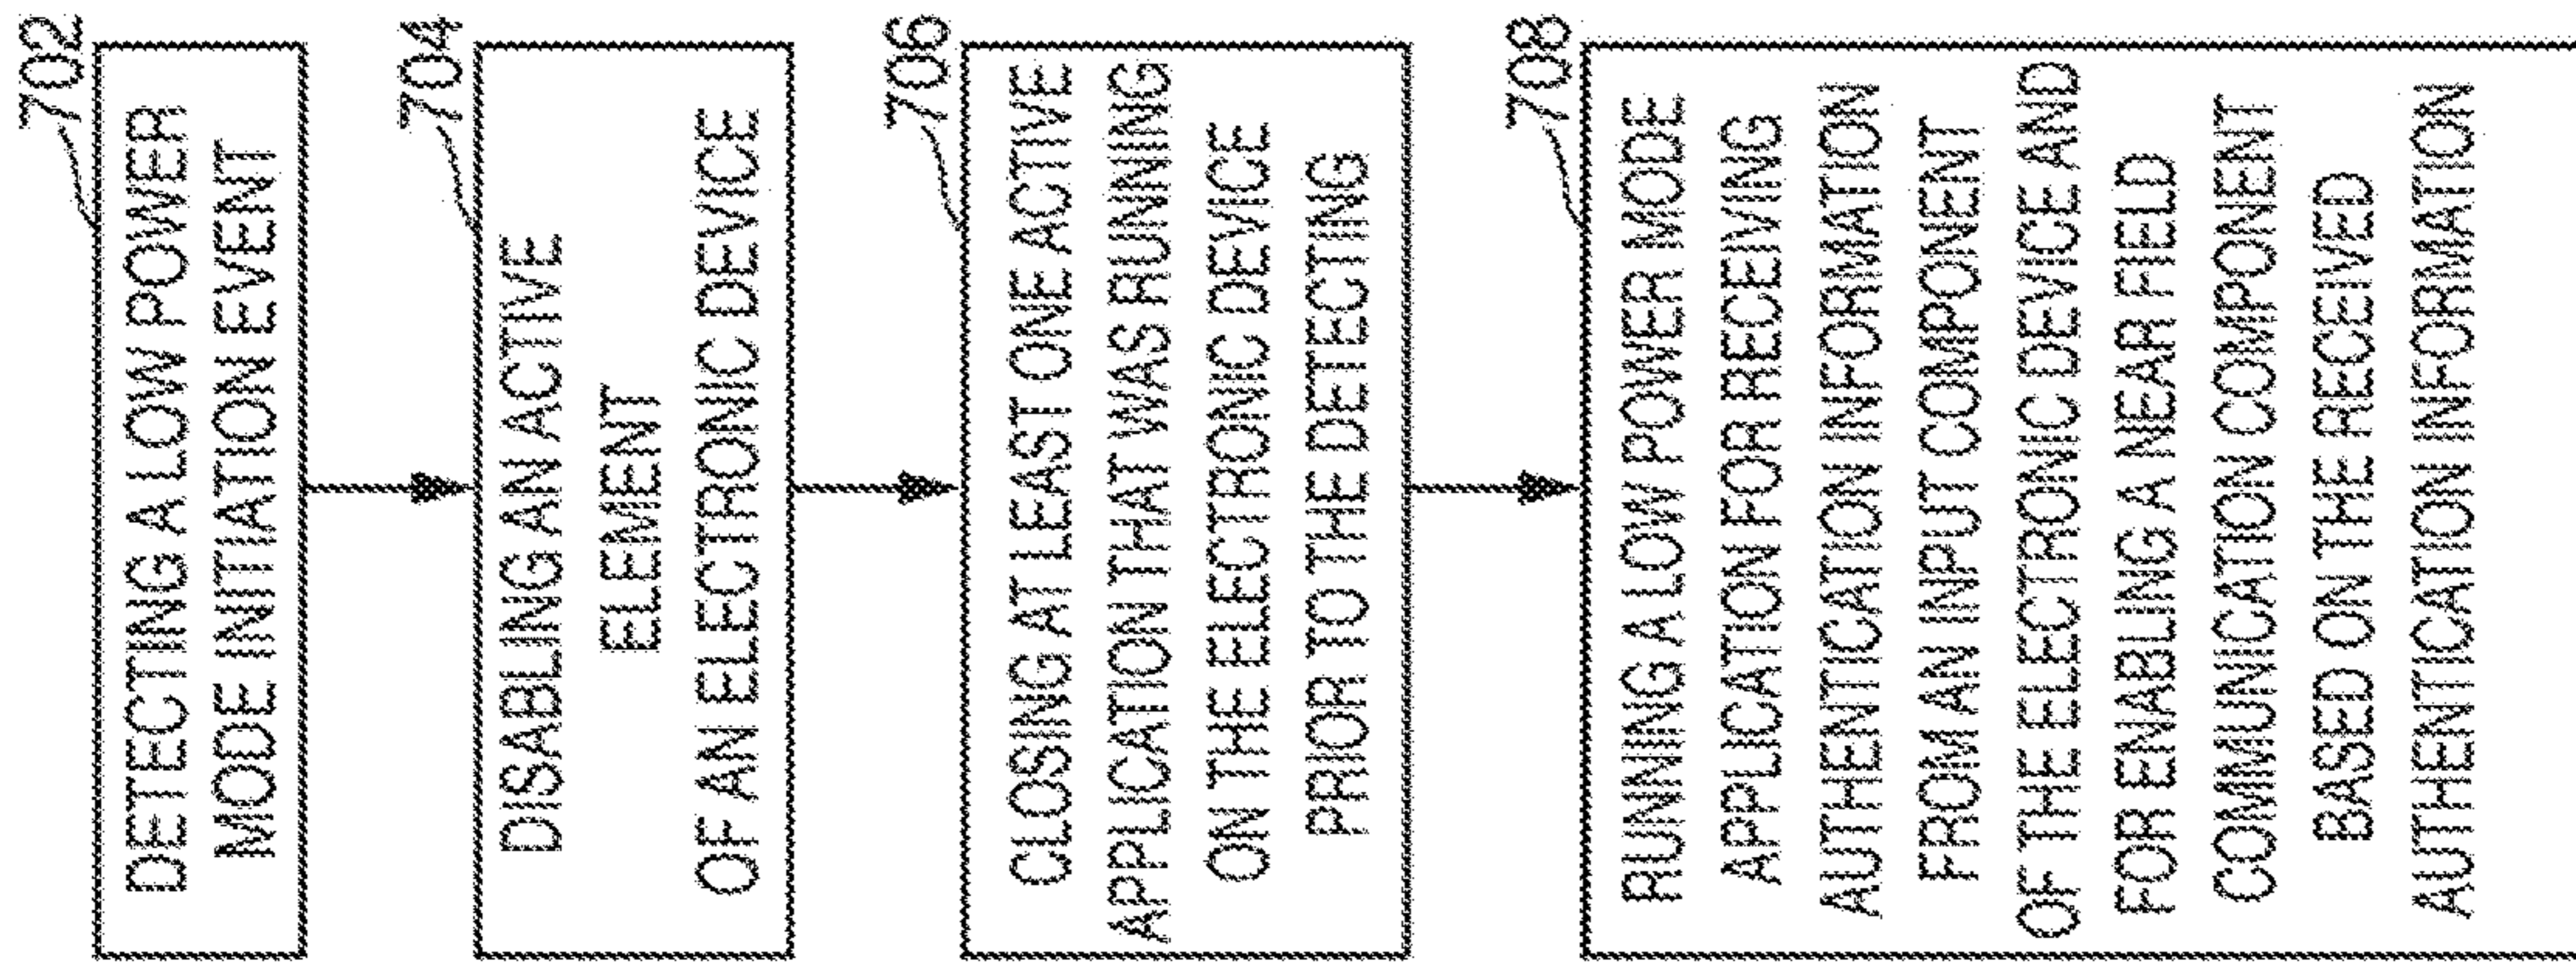 702
DETECTING A LOW POWER
MODE INITIATION EVENT
704
DISABLING AN ACTIVE
ELEMENT
OF AN ELECTRONIC DEVICE
706
CLOSING AT LEAST ONE ACTIVE
APPLICATION THAT WAS RUNNING
ON THE ELECTRONIC DEVICE
PRIOR TO THE DETECTING
708
RUNNING A LOW POWER MODE
APPLICATION FOR RECEIVING
AUTHENTICATION INFORMATION
FROM AN INPUT COMPONENT
OF THE ELECTRONIC DEVICE AND
FOR ENABLING A NEAR FIELD
COMMUNICATION COMPONENT
BASED ON THE RECEIVED
AUTHENTICATION INFORMATION